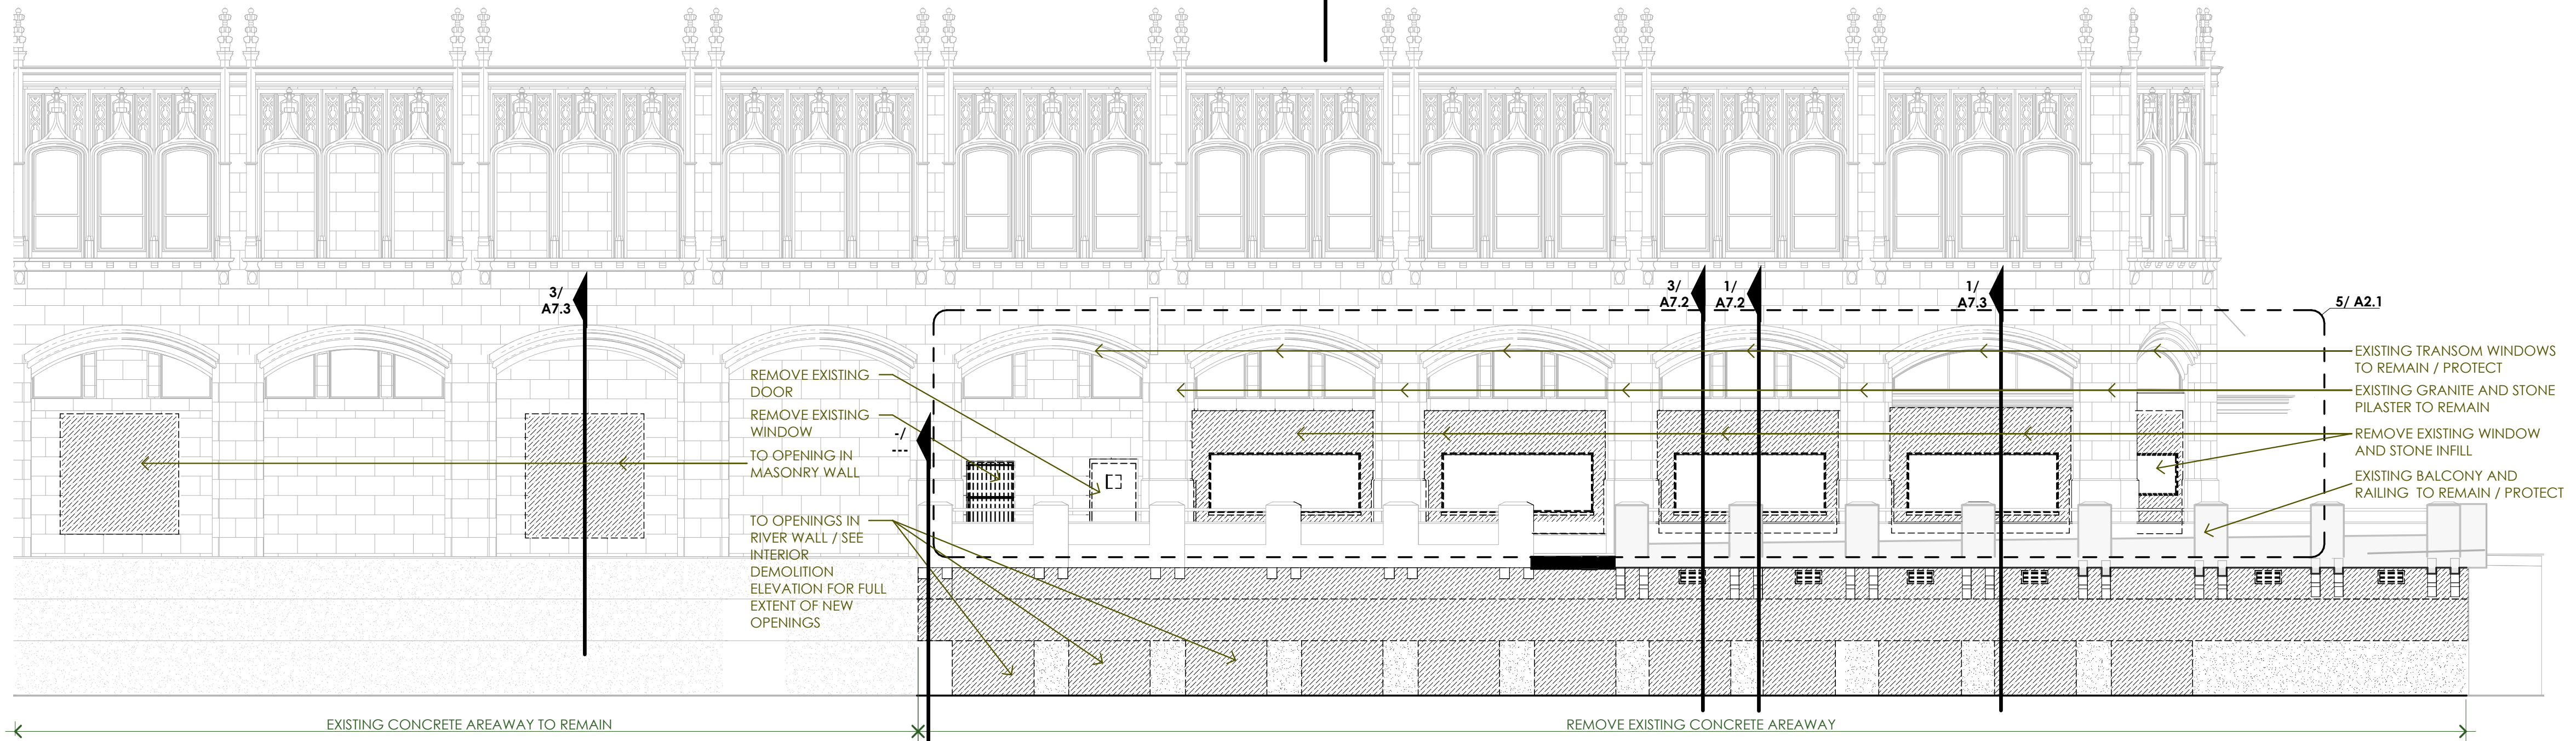 3/
A7.3
3/
A7.2
1/
A7.2
1/
A7.3
5/ A2.1
-/
---
REMOVE EXISTING
DOOR
REMOVE EXISTING
WINDOW
TO OPENING IN
MASONRY WALL
TO OPENINGS IN
RIVER WALL / SEE
INTERIOR
DEMOLITION
ELEVATION FOR FULL
EXTENT OF NEW
OPENINGS
EXISTING TRANSOM WINDOWS
TO REMAIN / PROTECT
EXISTING GRANITE AND STONE
PILASTER TO REMAIN
REMOVE EXISTING WINDOW
AND STONE INFILL
EXISTING BALCONY AND
RAILING TO REMAIN / PROTECT
EXISTING CONCRETE AREAWAY TO REMAIN
REMOVE EXISTING CONCRETE AREAWAY